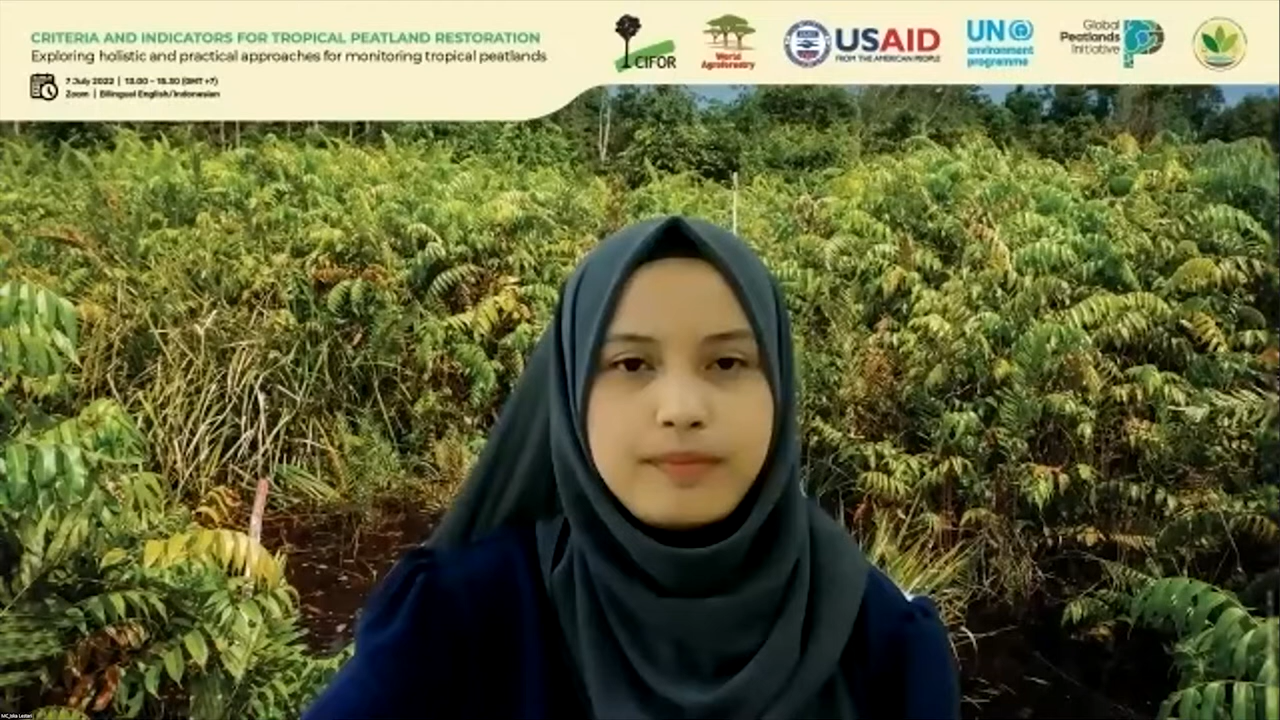 CRITERIA AND INDICATORS FOR TROPICAL PEATLAND RESTORATION
Exploring holistic and practical approaches for monitoring tropical peatlands
7 July 2022 | 13.00 - 15.30 (GMT+7)
Zoom | Bilingual English/Indonesian
CIFOR
World
Agroforestry
USAID
FROM THE AMERICAN PEOPLE
UN
environment
programme
Global
Peatlands
Initiative